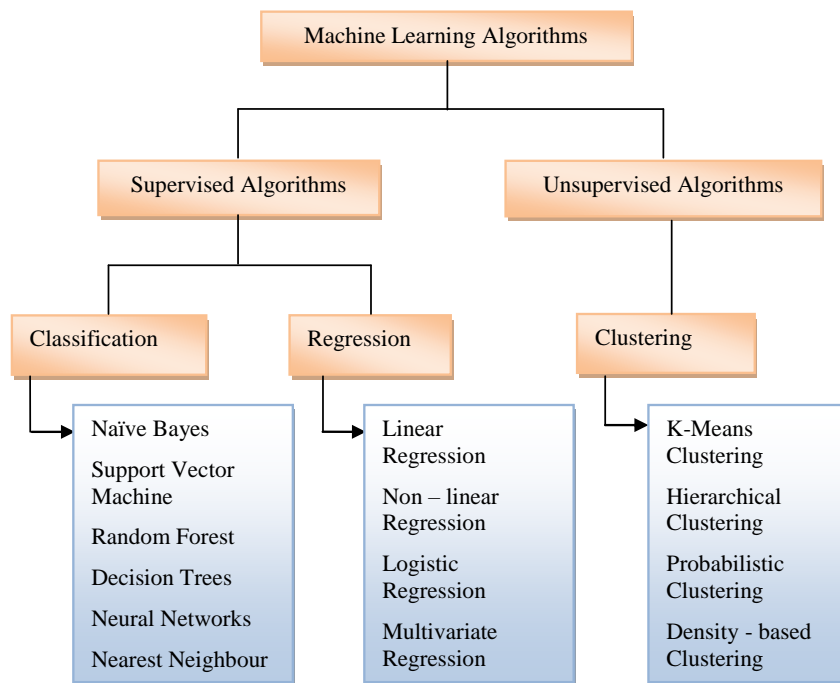 Machine Learning Algorithms
Supervised Algorithms
Unsupervised Algorithms
Classification
Regression
Clustering
Naïve Bayes
Support Vector
Machine
Random Forest
Decision Trees
Neural Networks
Nearest Neighbour
Linear
Regression
Non – linear
Regression
Logistic
Regression
Multivariate
Regression
K-Means
Clustering
Hierarchical
Clustering
Probabilistic
Clustering
Density - based
Clustering